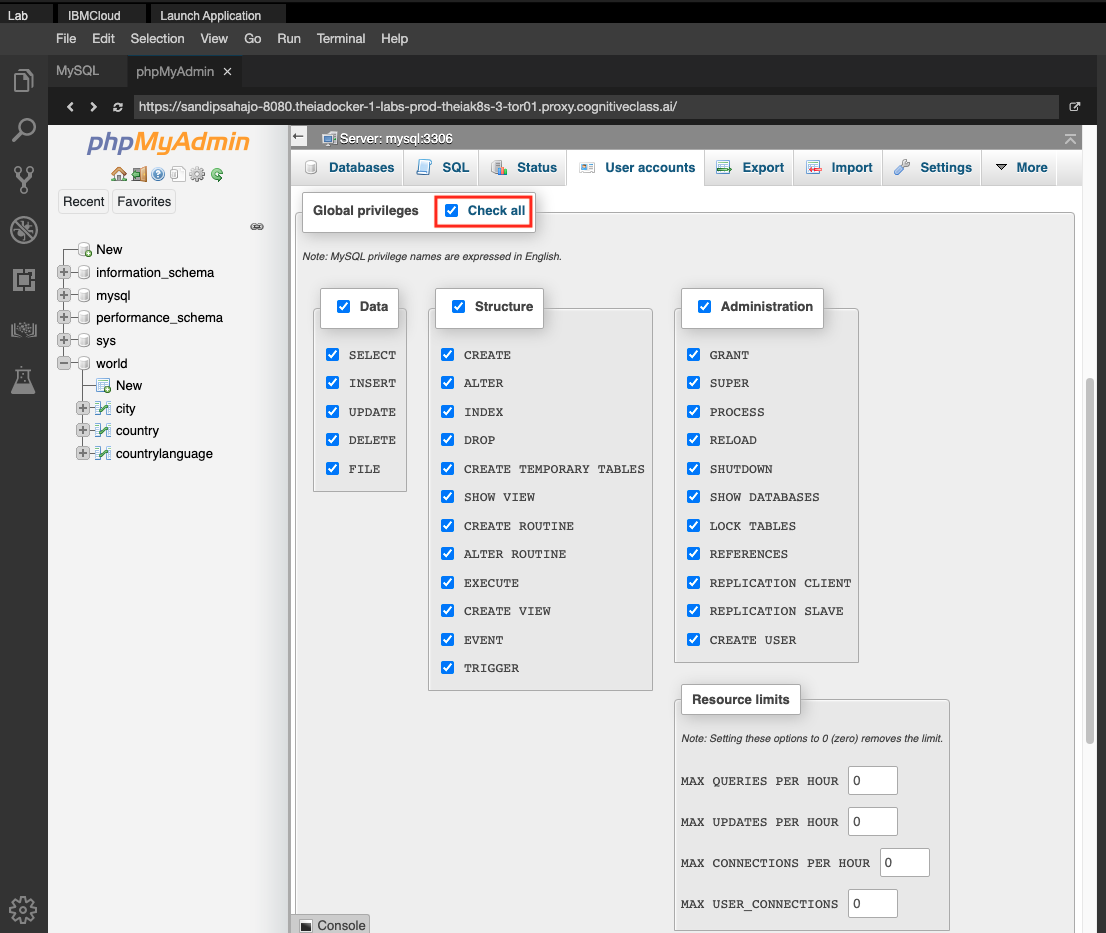 Lab IBMCloud Launch Application
File Edit Selection View Go Run Terminal Help
MySQL phpMyAdmin ×
https://sandipsahajo-8080.theiadocker-1-labs-prod-theiak8s-3-tor01.proxy.cognitiveclass.ai/
phpMyAdmin
Recent Favorites
New
information_schema
mysql
performance_schema
sys
world
New
city
country
countrylanguage
Server: mysql:3306
Databases SQL Status User accounts Export Import Settings More
Global privileges Check all
Note: MySQL privilege names are expressed in English.
Data
SELECT
INSERT
UPDATE
DELETE
FILE
Structure
CREATE
ALTER
INDEX
DROP
CREATE TEMPORARY TABLES
SHOW VIEW
CREATE ROUTINE
ALTER ROUTINE
EXECUTE
CREATE VIEW
EVENT
TRIGGER
Administration
GRANT
SUPER
PROCESS
RELOAD
SHUTDOWN
SHOW DATABASES
LOCK TABLES
REFERENCES
REPLICATION CLIENT
REPLICATION SLAVE
CREATE USER
Resource limits
Note: Setting these options to 0 (zero) removes the limit.
MAX QUERIES PER HOUR 0
MAX UPDATES PER HOUR 0
MAX CONNECTIONS PER HOUR 0
MAX USER_CONNECTIONS 0
Console